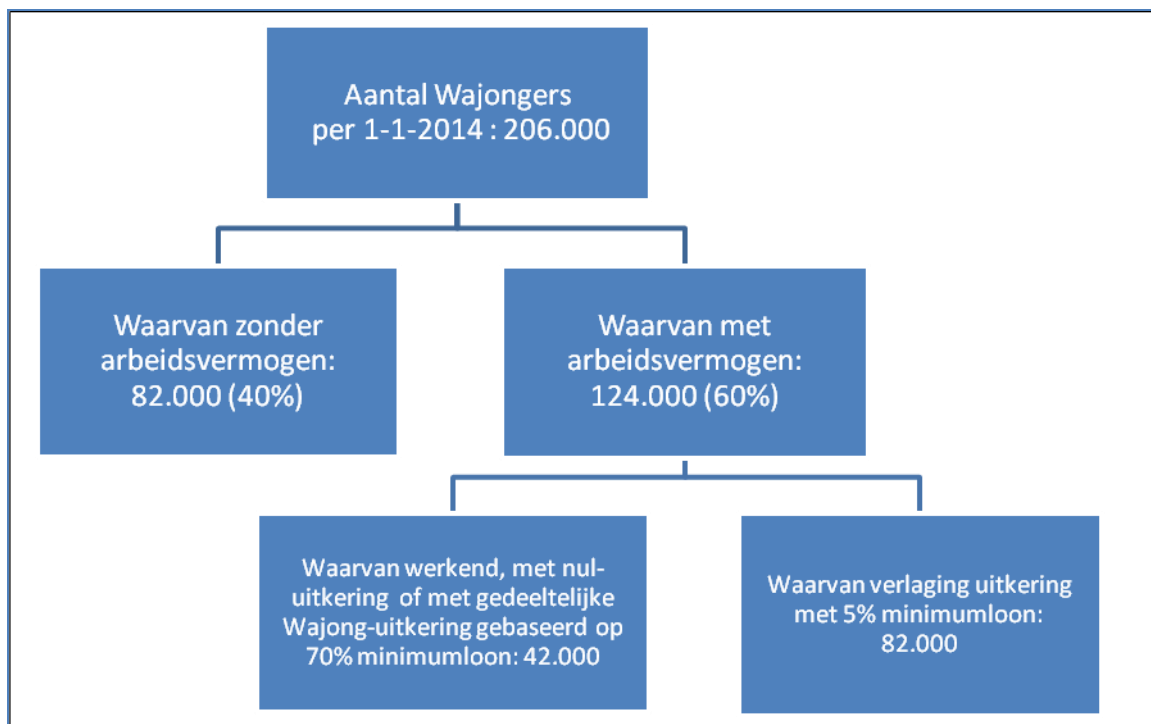 Aantal Wajongers
per 1-1-2014 : 206.000
Waarvan zonder
arbeidsvermogen:
82.000 (40%)
Waarvan met
arbeidsvermogen:
124.000 (60%)
Waarvan werkend, met nul-
uitkering of met gedeeltelijke
Wajong-uitkering gebaseerd op
70% minimumloon: 42.000
Waarvan verlaging uitkering
met 5% minimumloon:
82.000